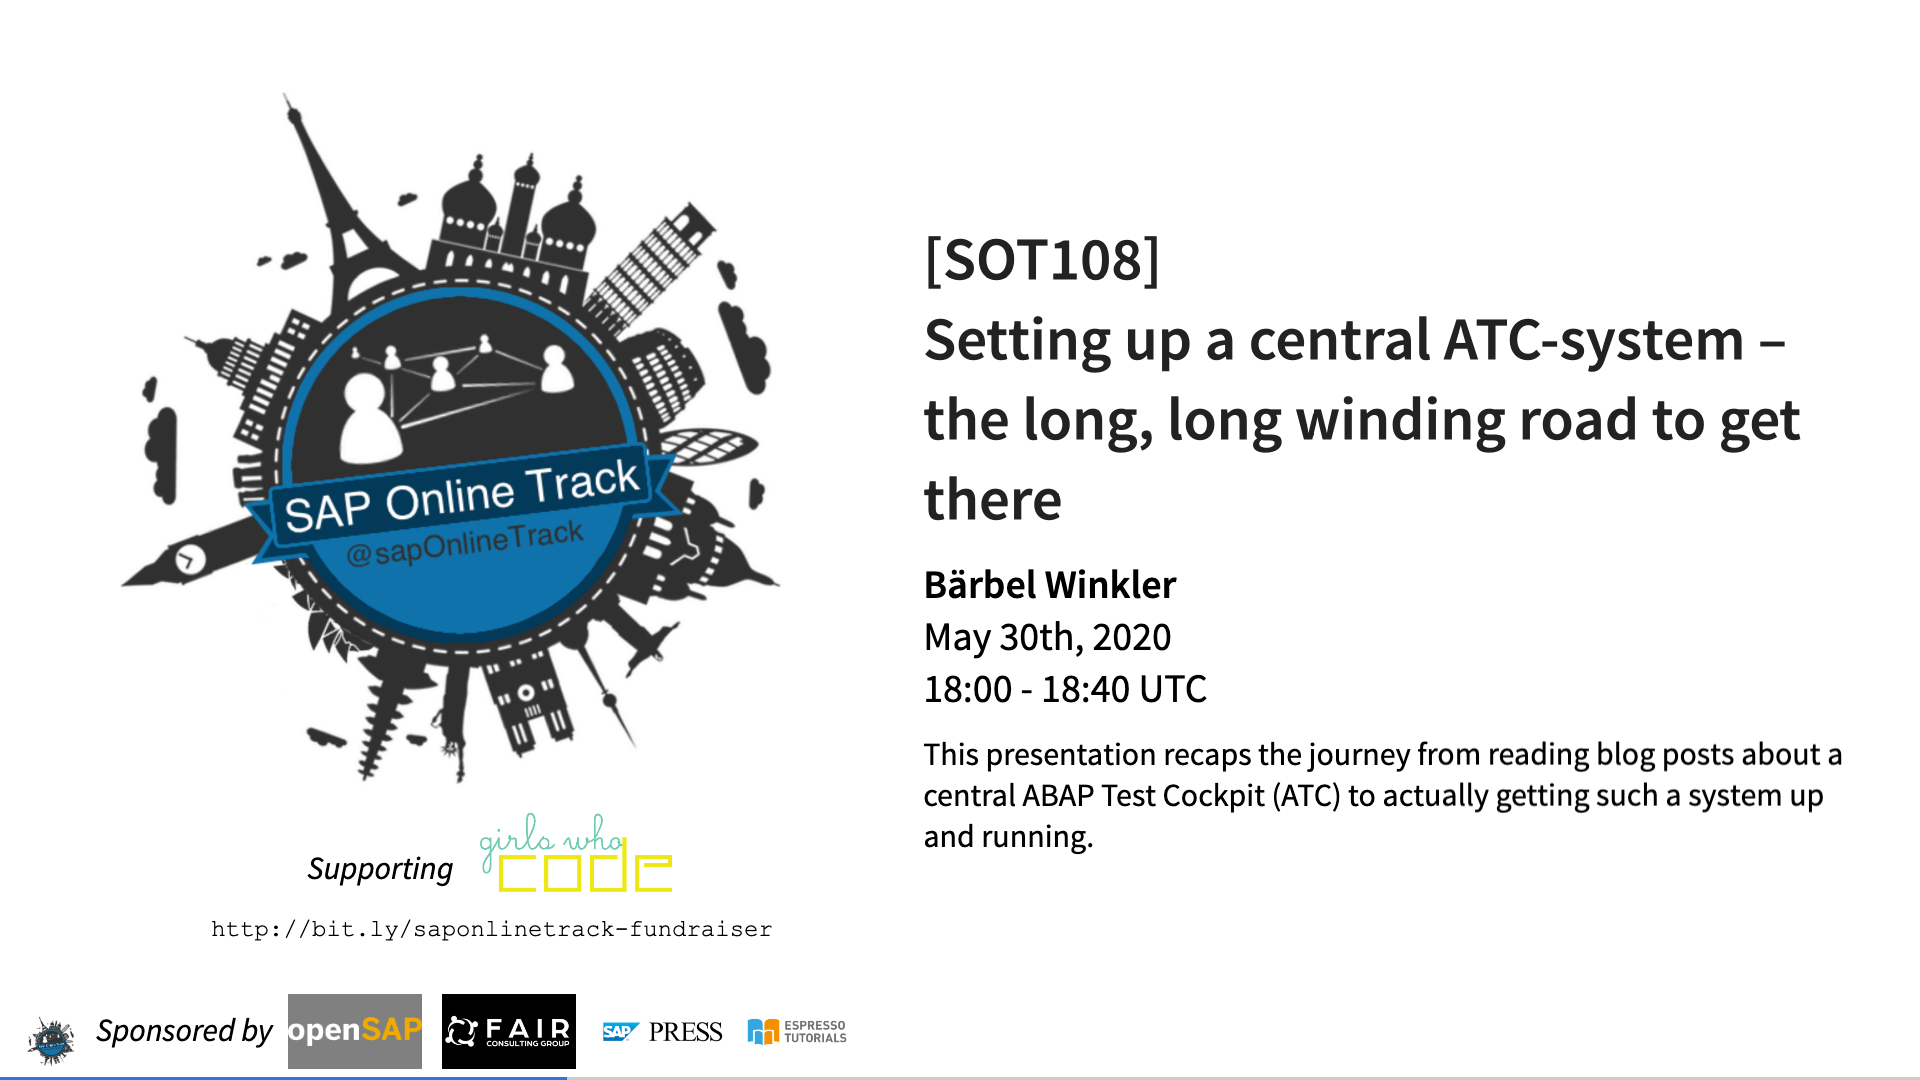 SAP Online Track
@sapOnlineTrack
Supporting
girls who
code
http://bit.ly/saponlinetrack-fundraiser
[SOT108]
Setting up a central ATC-system –
the long, long winding road to get
there
Bärbel Winkler
May 30th, 2020
18:00 - 18:40 UTC
This presentation recaps the journey from reading blog posts about a
central ABAP Test Cockpit (ATC) to actually getting such a system up
and running.
Sponsored by
openSAP
FAIR
CONSULTING GROUP
SAP PRESS
ESPRESSO
TUTORIALS